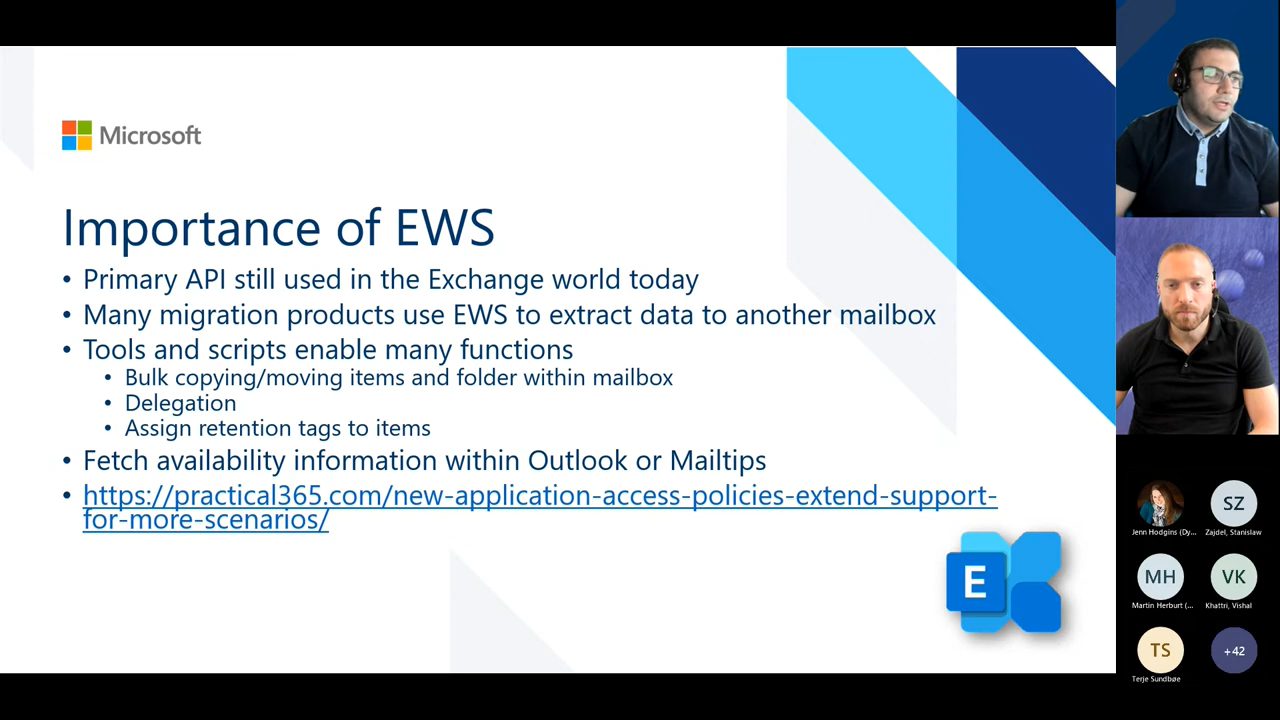 Microsoft
Importance of EWS
• Primary API still used in the Exchange world today
• Many migration products use EWS to extract data to another mailbox
• Tools and scripts enable many functions
• Bulk copying/moving items and folder within mailbox
• Delegation
• Assign retention tags to items
• Fetch availability information within Outlook or Mailtips
• https://practical365.com/new-application-access-policies-extend-support-
for-more-scenarios/
E
Jenn Hodgins (Dy...
SZ
Zajdel, Stanislaw
MH
Martin Herburt (...
VK
Khattri, Vishal
TS
Terje Sundbøe
+42